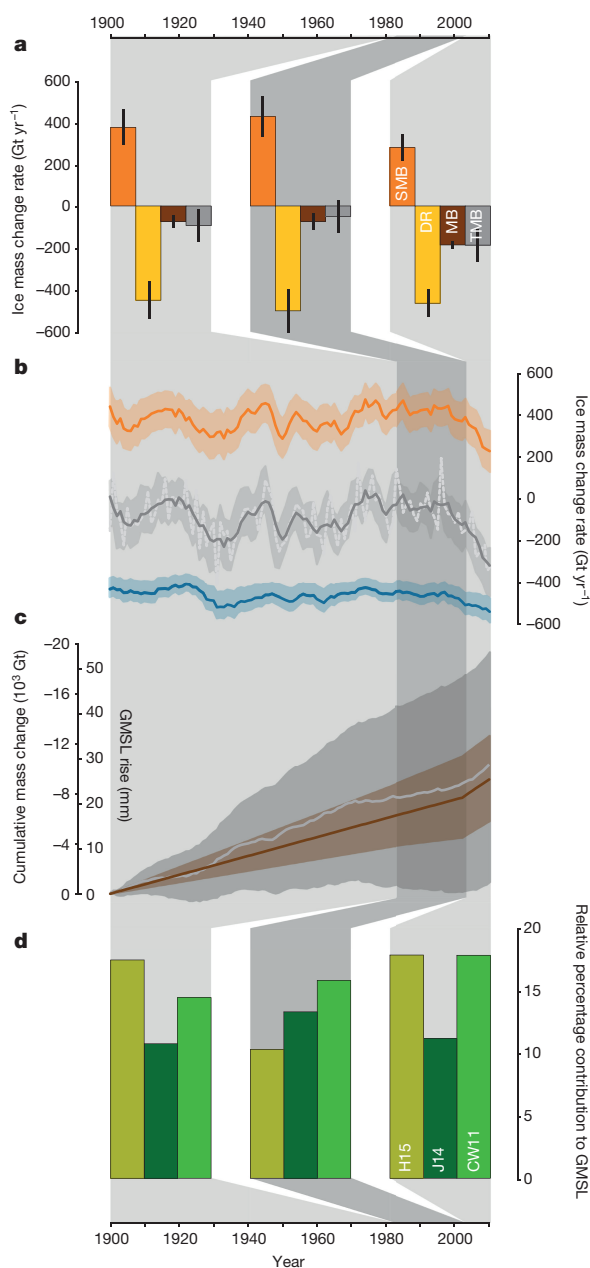 1900 1920 1940 1960 1980 2000
a
600
400
200
0
−200
−400
−600
Ice mass change rate (Gt yr−1)
SMB
DR
MB
TMB
b
600
400
200
0
−200
−400
−600
Ice mass change rate (Gt yr−1)
c
−20
−16
−12
−8
−4
0
Cumulative mass change (10³ Gt)
50
40
30
20
10
0
GMSL rise (mm)
d
20
15
10
5
0
Relative percentage contribution to GMSL
H15
J14
CW11
1900 1920 1940 1960 1980 2000
Year